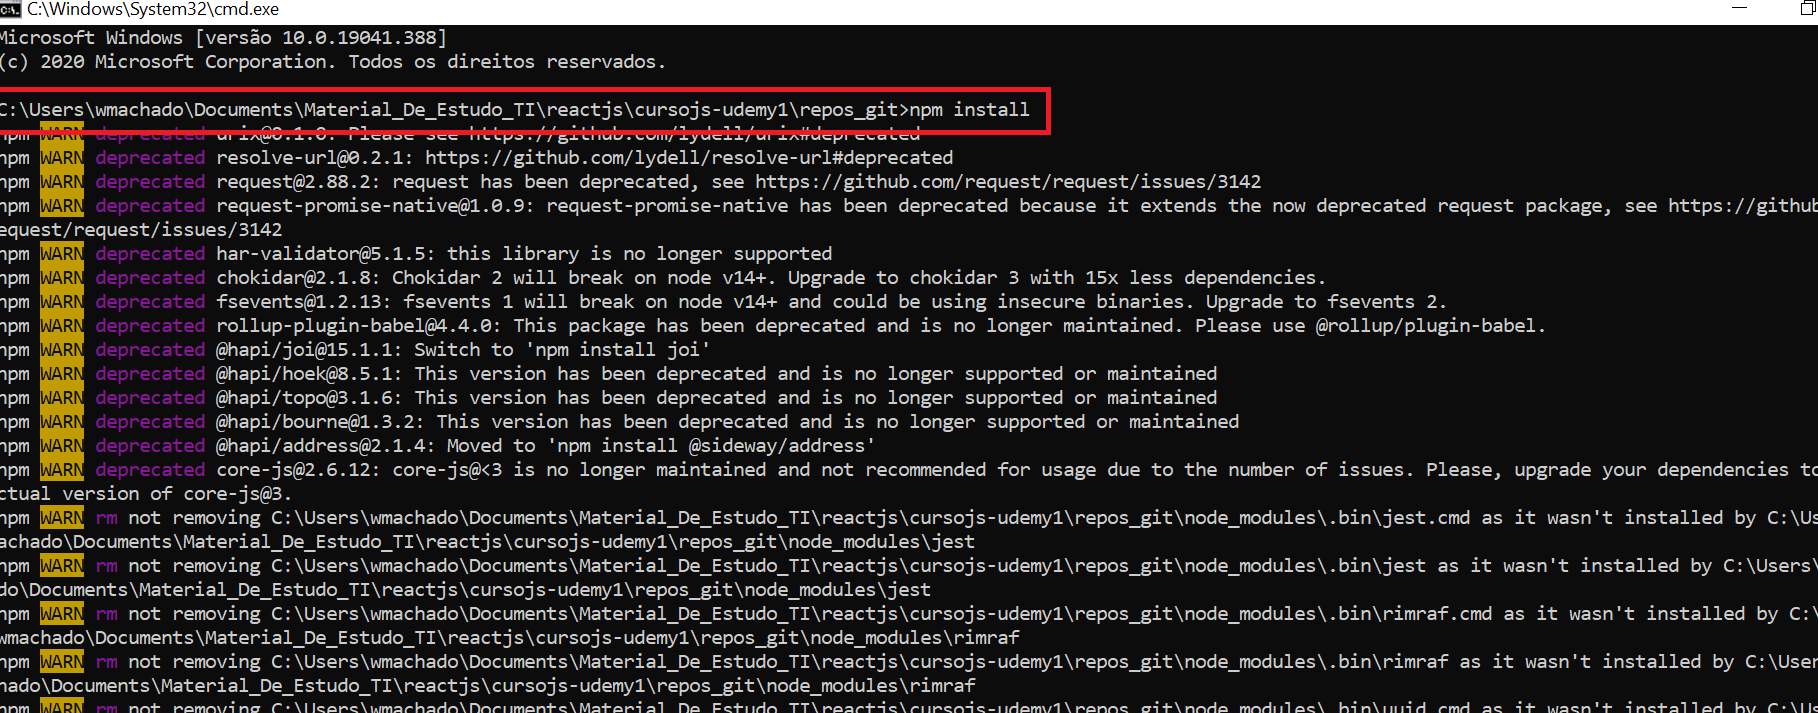 C:\Windows\System32\cmd.exe
Microsoft Windows [versão 10.0.19041.388]
(c) 2020 Microsoft Corporation. Todos os direitos reservados.
C:\Users\wmachado\Documents\Material_De_Estudo_TI\reactjs\cursojs-udemy1\repos_git>npm install
npm WARN deprecated urix@0.1.0: Please see https://github.com/lydell/urix#deprecated
npm WARN deprecated resolve-url@0.2.1: https://github.com/lydell/resolve-url#deprecated
npm WARN deprecated request@2.88.2: request has been deprecated, see https://github.com/request/request/issues/3142
npm WARN deprecated request-promise-native@1.0.9: request-promise-native has been deprecated because it extends the now deprecated request package, see https://github
equest/request/issues/3142
npm WARN deprecated har-validator@5.1.5: this library is no longer supported
npm WARN deprecated chokidar@2.1.8: Chokidar 2 will break on node v14+. Upgrade to chokidar 3 with 15x less dependencies.
npm WARN deprecated fsevents@1.2.13: fsevents 1 will break on node v14+ and could be using insecure binaries. Upgrade to fsevents 2.
npm WARN deprecated rollup-plugin-babel@4.4.0: This package has been deprecated and is no longer maintained. Please use @rollup/plugin-babel.
npm WARN deprecated @hapi/joi@15.1.1: Switch to 'npm install joi'
npm WARN deprecated @hapi/hoek@8.5.1: This version has been deprecated and is no longer supported or maintained
npm WARN deprecated @hapi/topo@3.1.6: This version has been deprecated and is no longer supported or maintained
npm WARN deprecated @hapi/bourne@1.3.2: This version has been deprecated and is no longer supported or maintained
npm WARN deprecated @hapi/address@2.1.4: Moved to 'npm install @sideway/address'
npm WARN deprecated core-js@2.6.12: core-js@<3 is no longer maintained and not recommended for usage due to the number of issues. Please, upgrade your dependencies to
ctual version of core-js@3.
npm WARN rm not removing C:\Users\wmachado\Documents\Material_De_Estudo_TI\reactjs\cursojs-udemy1\repos_git\node_modules\.bin\jest.cmd as it wasn't installed by C:\Us
achado\Documents\Material_De_Estudo_TI\reactjs\cursojs-udemy1\repos_git\node_modules\jest
npm WARN rm not removing C:\Users\wmachado\Documents\Material_De_Estudo_TI\reactjs\cursojs-udemy1\repos_git\node_modules\.bin\jest as it wasn't installed by C:\Users\
do\Documents\Material_De_Estudo_TI\reactjs\cursojs-udemy1\repos_git\node_modules\jest
npm WARN rm not removing C:\Users\wmachado\Documents\Material_De_Estudo_TI\reactjs\cursojs-udemy1\repos_git\node_modules\.bin\rimraf.cmd as it wasn't installed by C:\
wmachado\Documents\Material_De_Estudo_TI\reactjs\cursojs-udemy1\repos_git\node_modules\rimraf
npm WARN rm not removing C:\Users\wmachado\Documents\Material_De_Estudo_TI\reactjs\cursojs-udemy1\repos_git\node_modules\.bin\rimraf as it wasn't installed by C:\User
hado\Documents\Material_De_Estudo_TI\reactjs\cursojs-udemy1\repos_git\node_modules\rimraf
npm WARN rm not removing C:\Users\wmachado\Documents\Material_De_Estudo_TI\reactjs\cursojs-udemy1\repos_git\node_modules\.bin\uuid.cmd as it wasn't installed by C:\Us